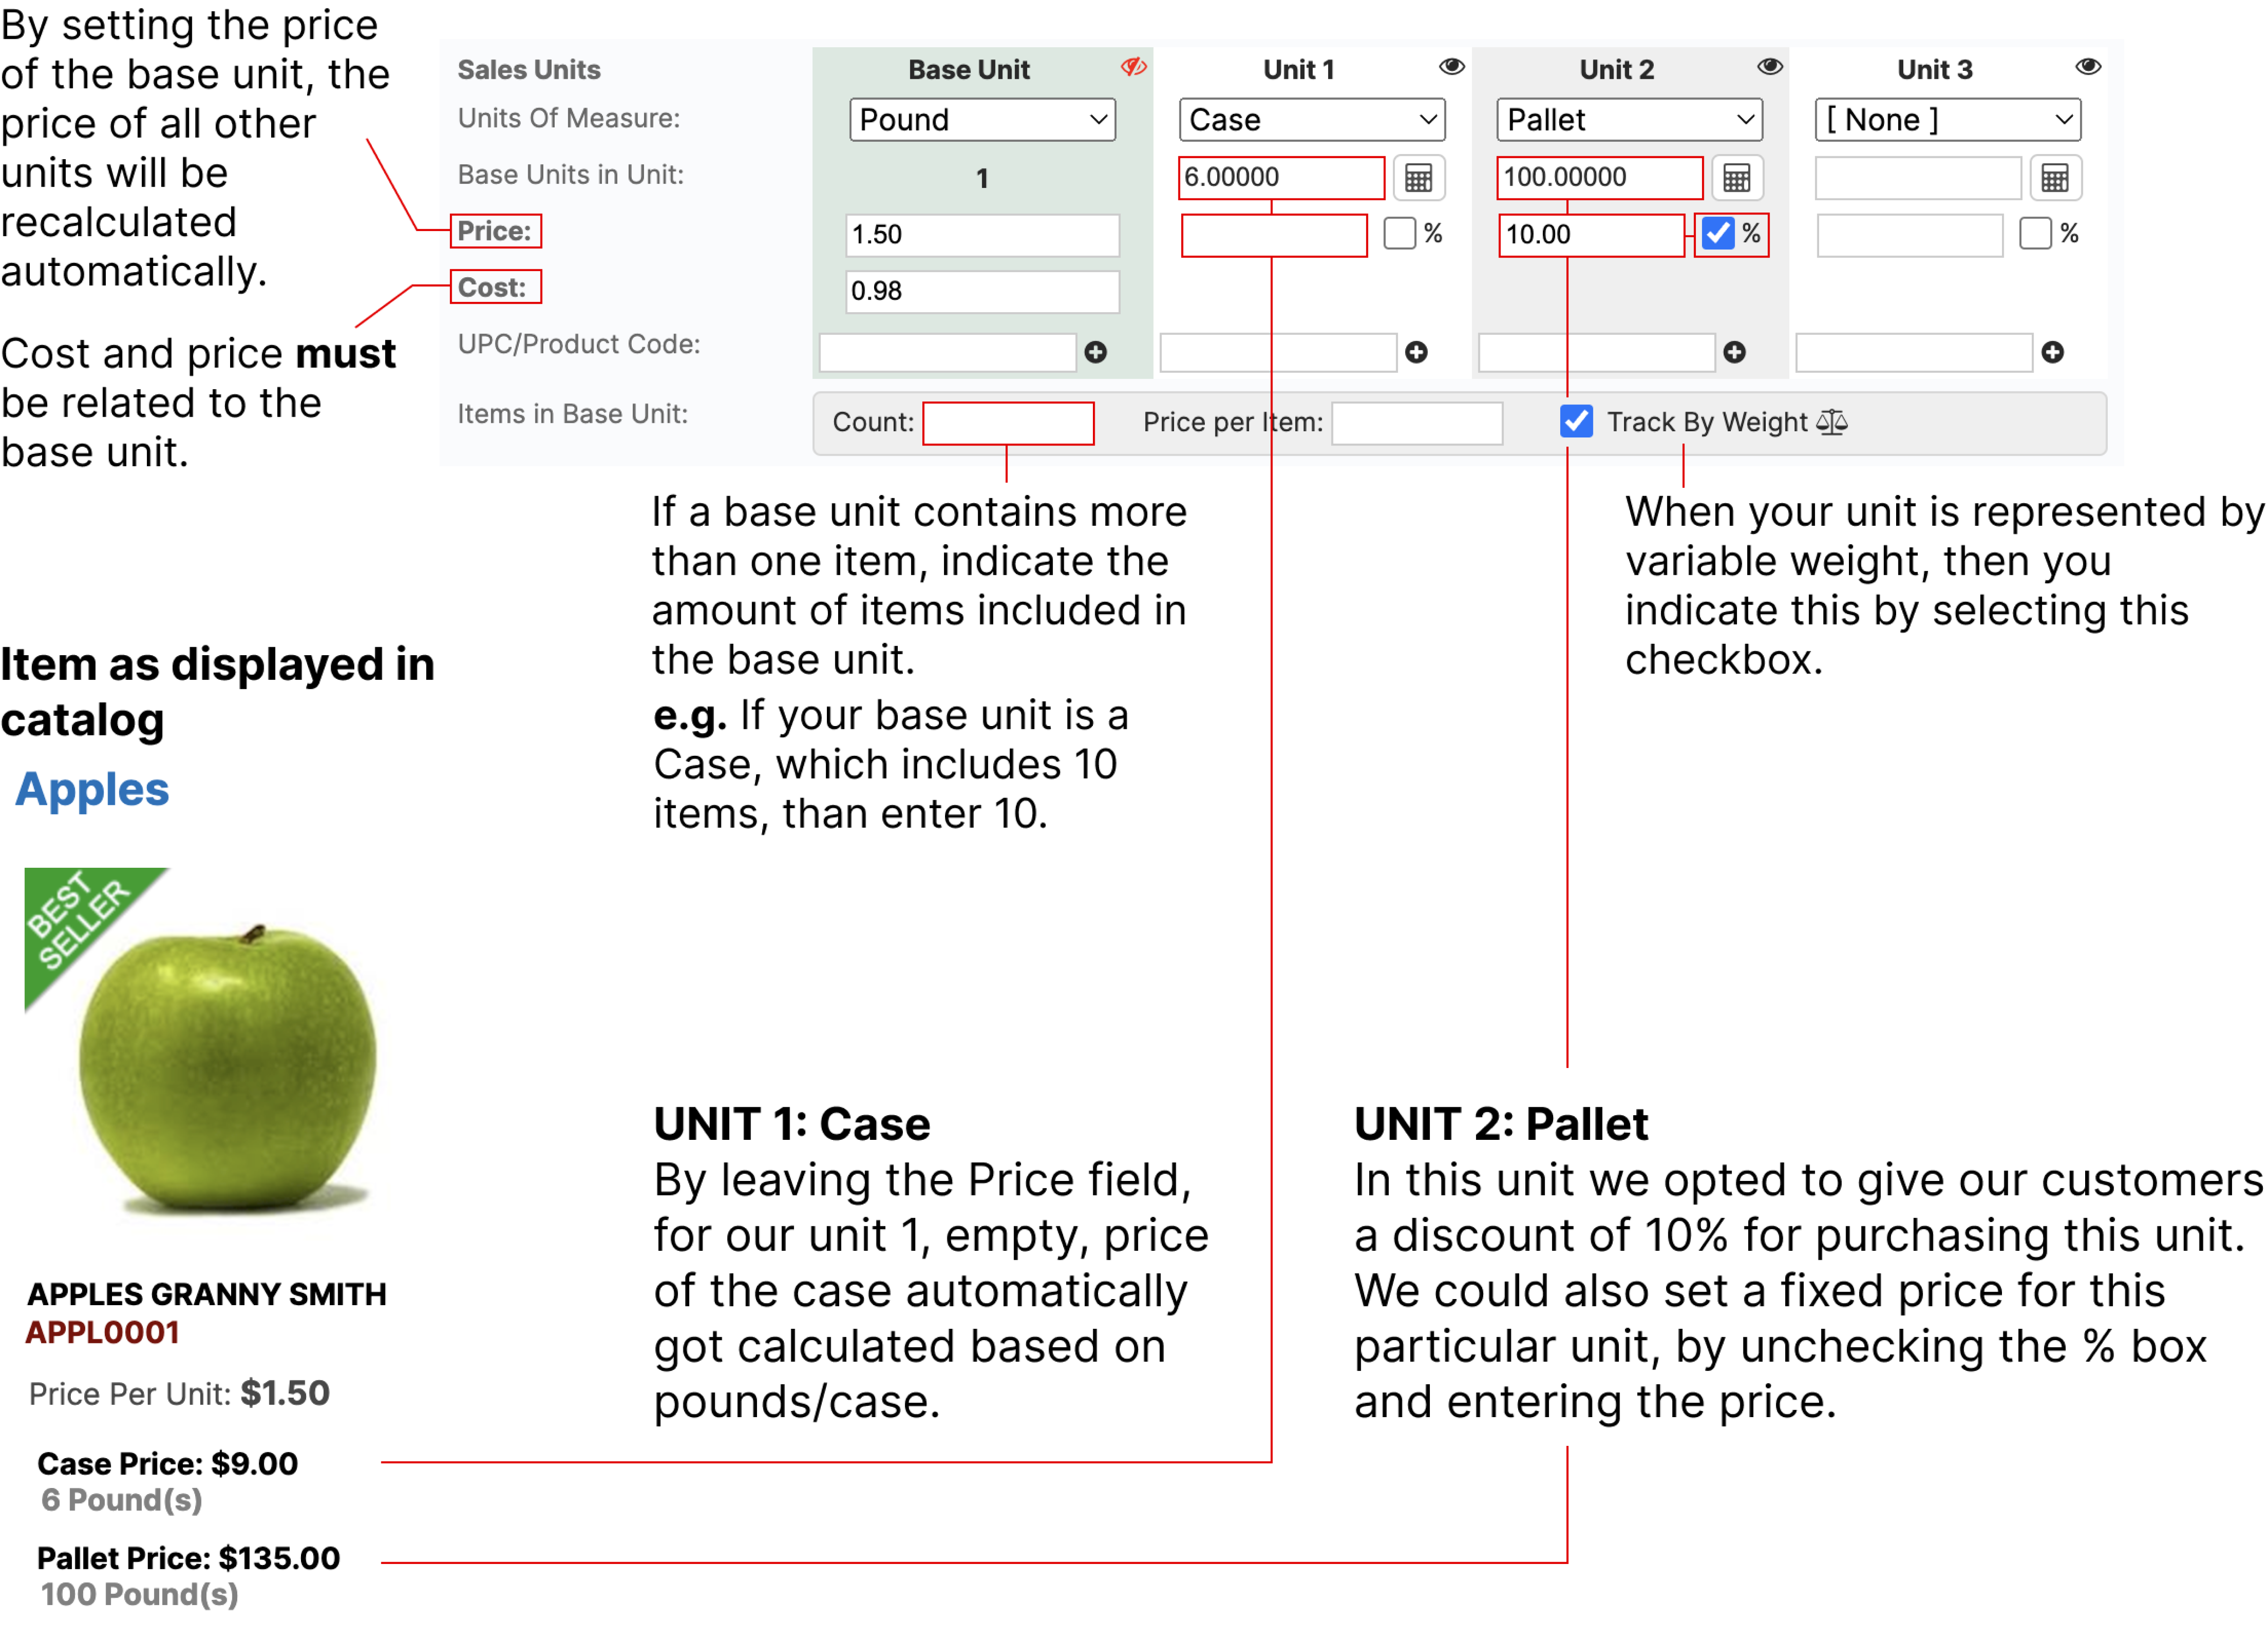 By setting the price
of the base unit, the
price of all other
units will be
recalculated
automatically.
Cost and price must
be related to the
base unit.
Sales Units Base Unit Unit 1 Unit 2 Unit 3
Units Of Measure: Pound Case Pallet [ None ]
Base Units in Unit: 1 6.00000 100.00000
Price: 1.50 % 10.00 % %
Cost: 0.98
UPC/Product Code:
Items in Base Unit: Count: Price per Item: Track By Weight
If a base unit contains more
than one item, indicate the
amount of items included in
the base unit.
e.g. If your base unit is a
Case, which includes 10
items, than enter 10.
When your unit is represented by
variable weight, then you
indicate this by selecting this
checkbox.
Item as displayed in
catalog
Apples
BEST
SELLER
APPLES GRANNY SMITH
APPL0001
Price Per Unit: $1.50
Case Price: $9.00
6 Pound(s)
Pallet Price: $135.00
100 Pound(s)
UNIT 1: Case
By leaving the Price field,
for our unit 1, empty, price
of the case automatically
got calculated based on
pounds/case.
UNIT 2: Pallet
In this unit we opted to give our customers
a discount of 10% for purchasing this unit.
We could also set a fixed price for this
particular unit, by unchecking the % box
and entering the price.